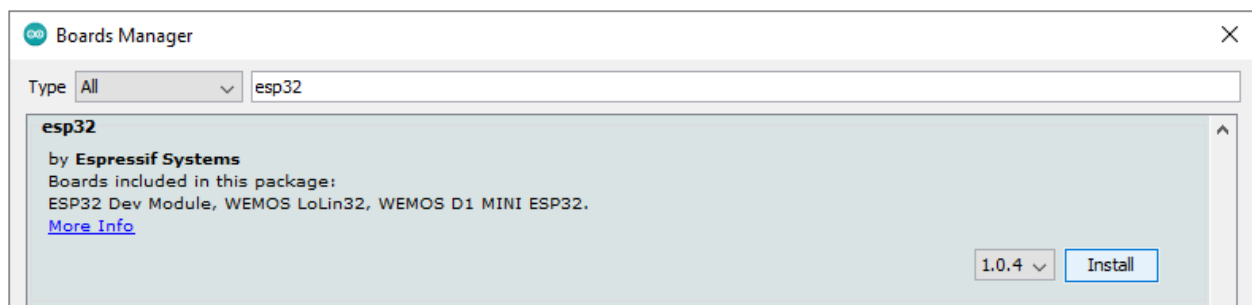 Boards Manager
Type All esp32
esp32
by Espressif Systems
Boards included in this package:
ESP32 Dev Module, WEMOS LoLin32, WEMOS D1 MINI ESP32.
More Info
1.0.4 Install